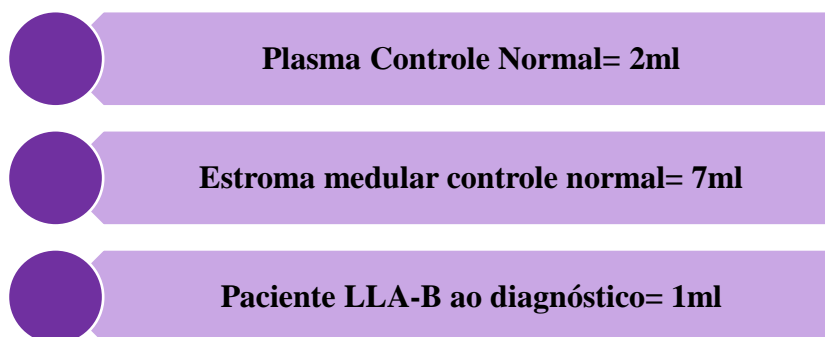 Plasma Controle Normal= 2ml
Estroma medular controle normal= 7ml
Paciente LLA-B ao diagnóstico= 1ml